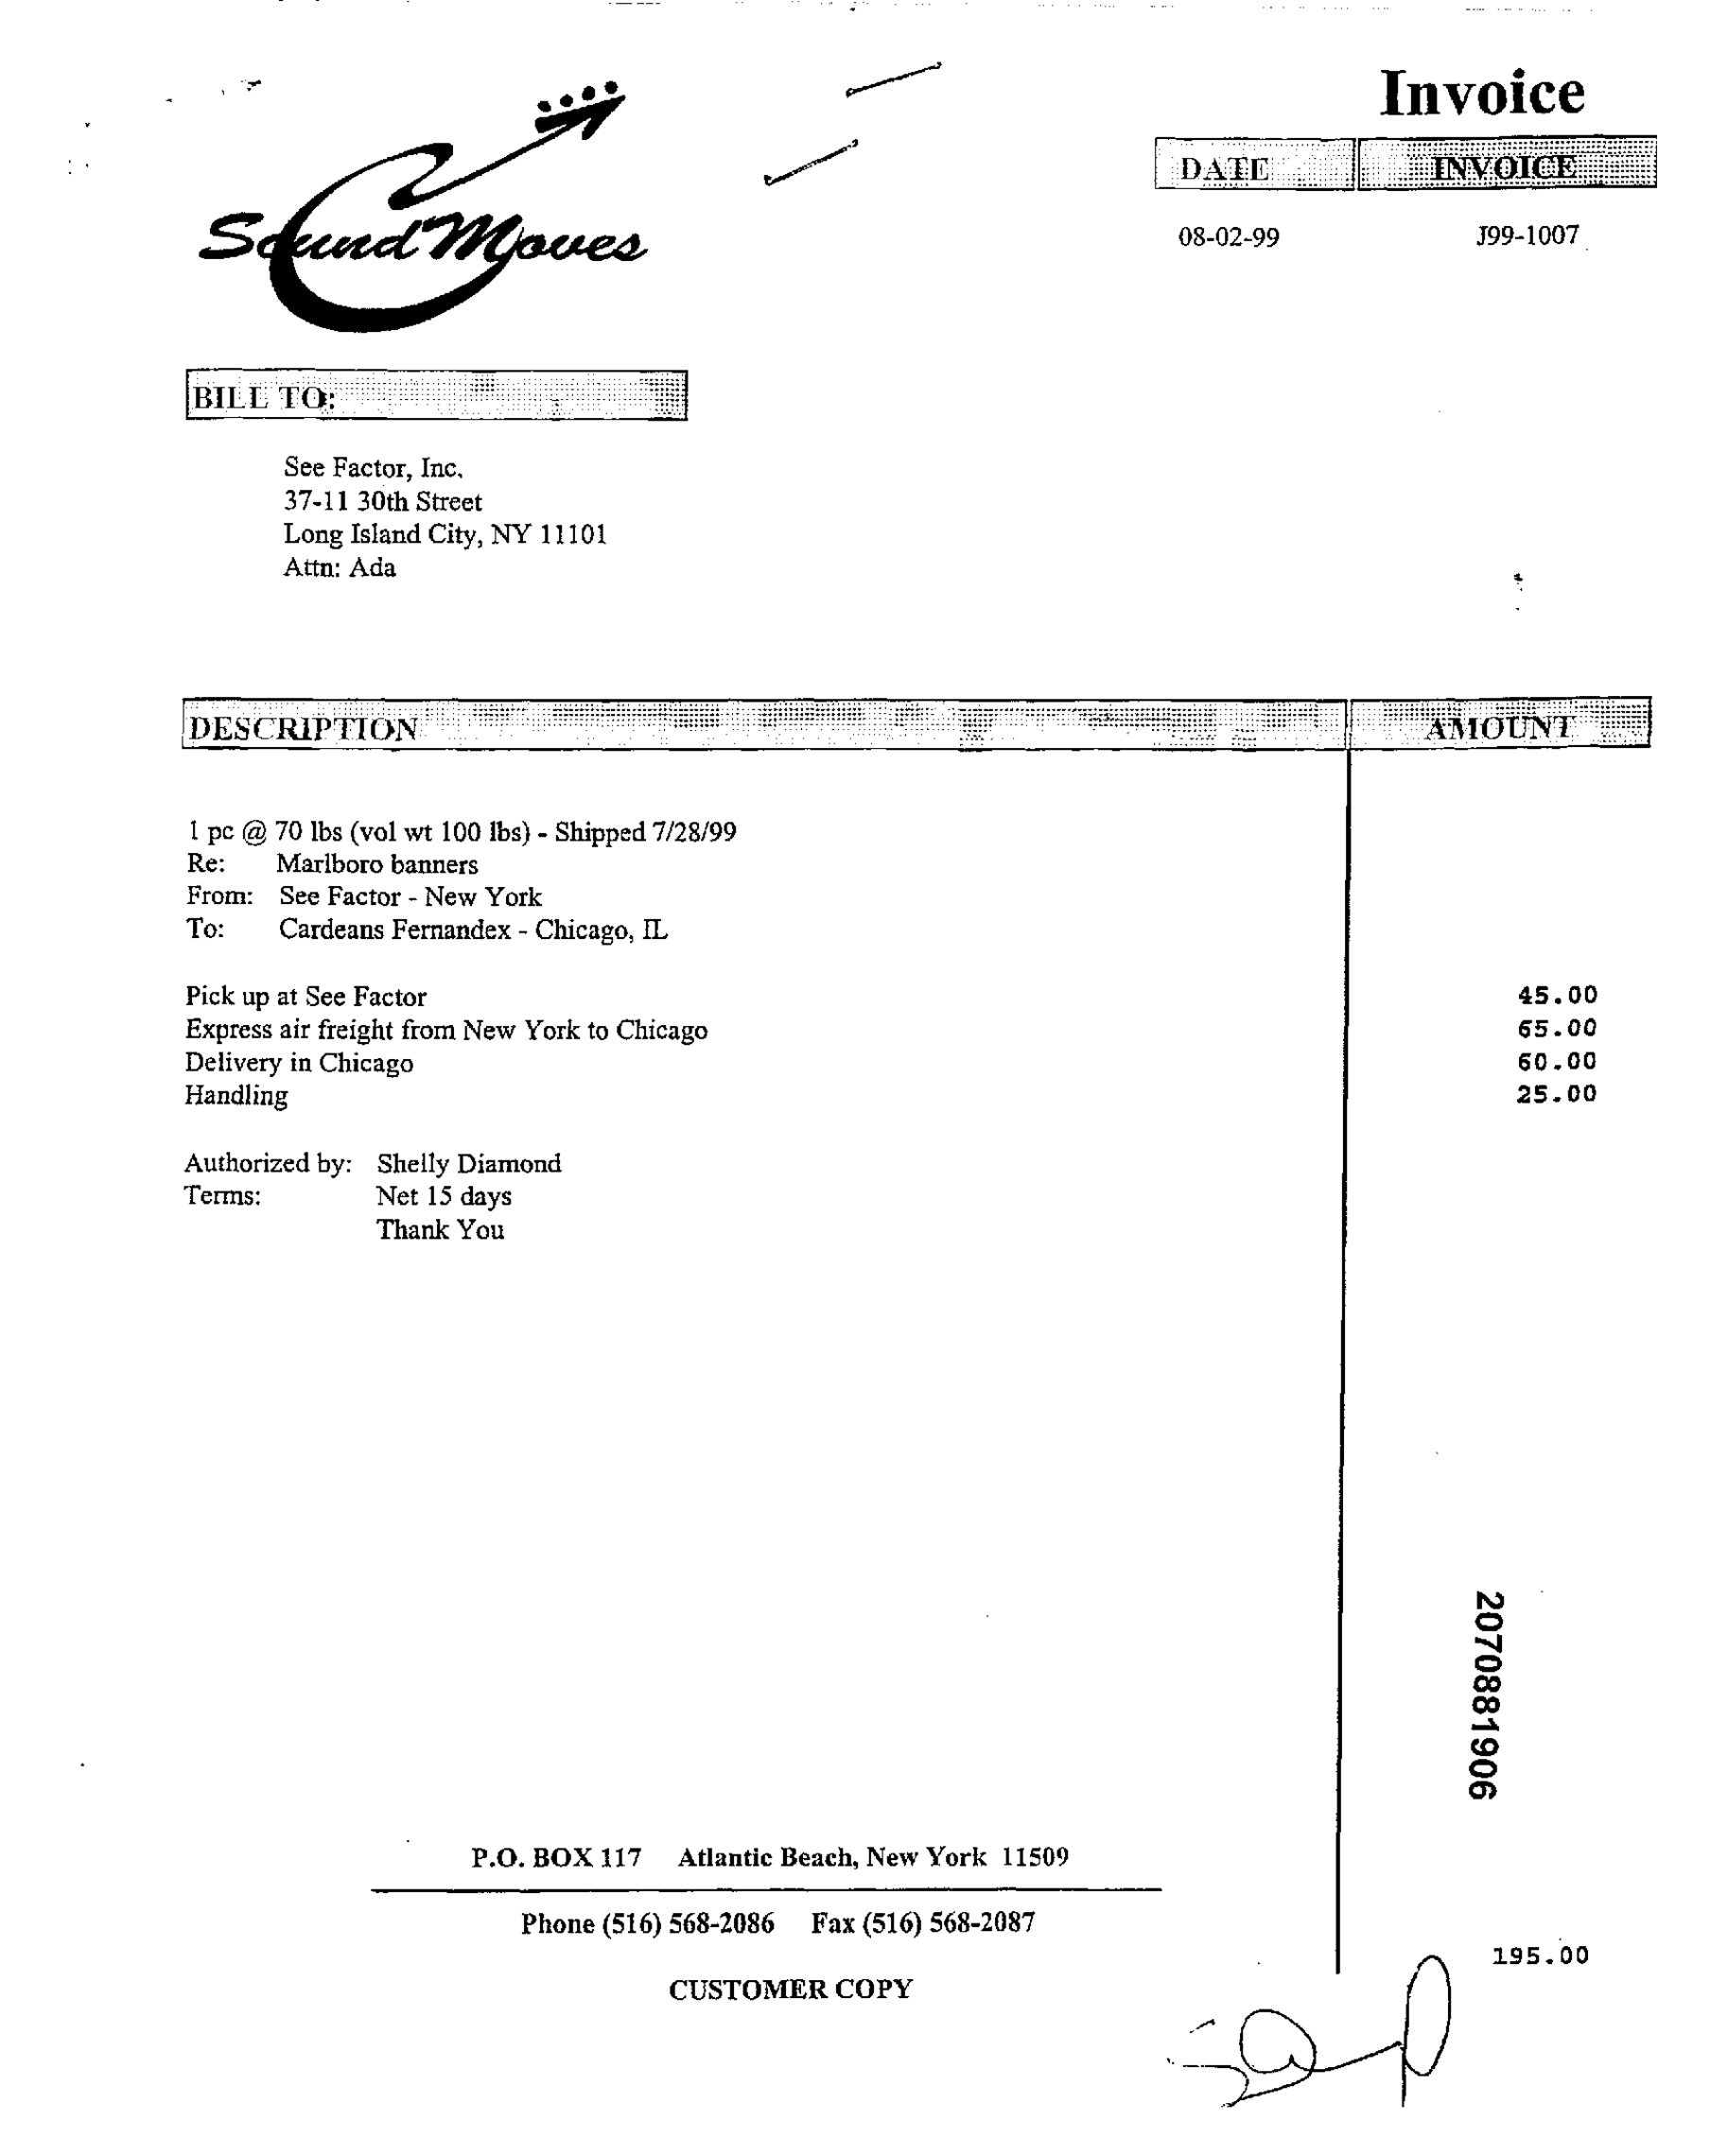 Invoice
DATE INVOICE
08-02-99 J99-1007
Sound Moves
BILL TO:
See Factor, Inc.
37-11 30th Street
Long Island City, NY 11101
Attn: Ada
DESCRIPTION AMOUNT
1 pc @ 70 lbs (vol wt 100 lbs) - Shipped 7/28/99
Re: Marlboro banners
From: See Factor - New York
To: Cardeans Fernandex - Chicago, IL
Pick up at See Factor 45.00
Express air freight from New York to Chicago 65.00
Delivery in Chicago 60.00
Handling 25.00
Authorized by: Shelly Diamond
Terms: Net 15 days
Thank You
2070881906
P.O. BOX 117 Atlantic Beach, New York 11509
Phone (516) 568-2086 Fax (516) 568-2087
195.00
CUSTOMER COPY